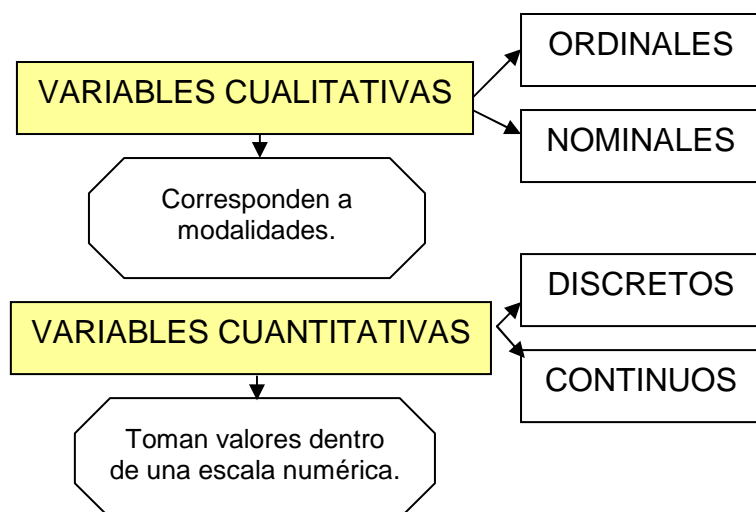 VARIABLES CUALITATIVAS
ORDINALES
NOMINALES
Corresponden a
modalidades.
VARIABLES CUANTITATIVAS
DISCRETOS
CONTINUOS
Toman valores dentro
de una escala numérica.